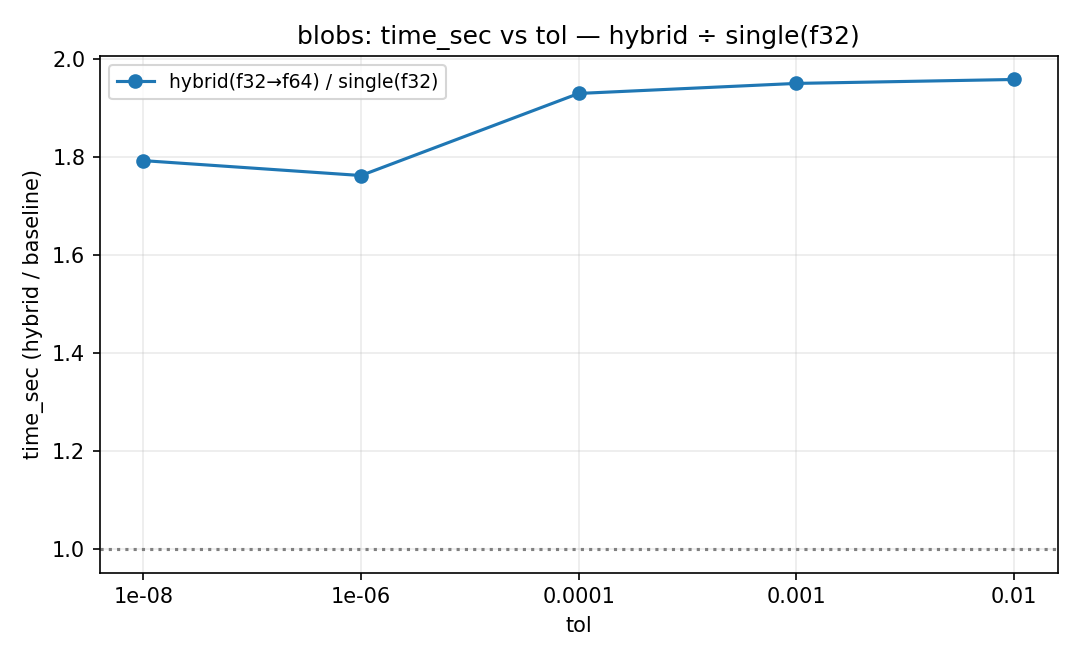 blobs: time_sec vs tol — hybrid ÷ single(f32)
hybrid(f32→f64) / single(f32)
time_sec (hybrid / baseline)
2.0
1.8
1.6
1.4
1.2
1.0
1e-08 1e-06 0.0001 0.001 0.01
tol